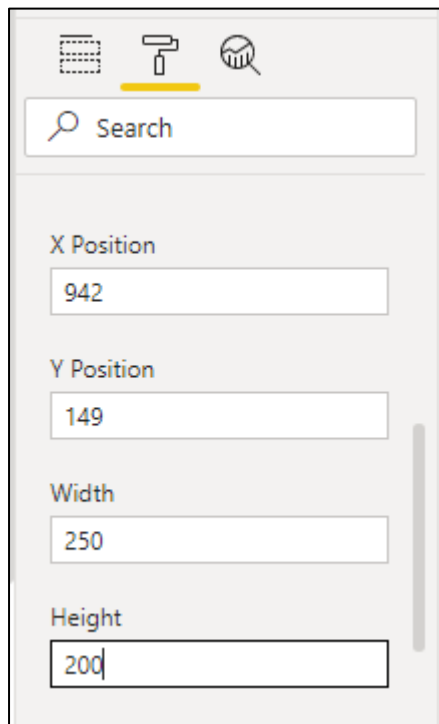 Search
X Position
942
Y Position
149
Width
250
Height
200